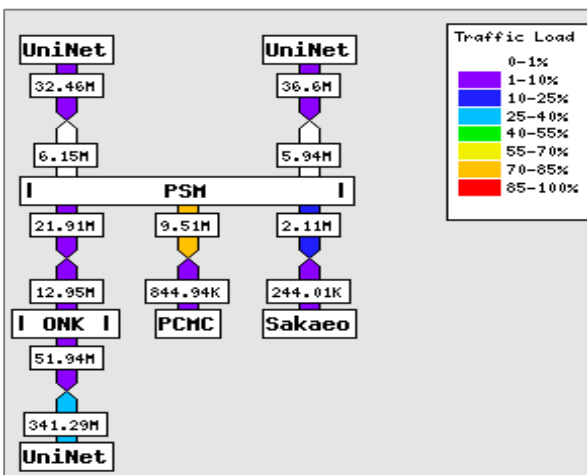 UniNet
UniNet
Traffic Load
32.46M
36.6M
0-1%
1-10%
10-25%
25-40%
40-55%
55-70%
70-85%
85-100%
6.15M
5.94M
PSM
21.91M
9.51M
2.11M
12.95M
844.94K
244.01K
ONK
PCMC
Sakaeo
51.94M
341.29M
UniNet